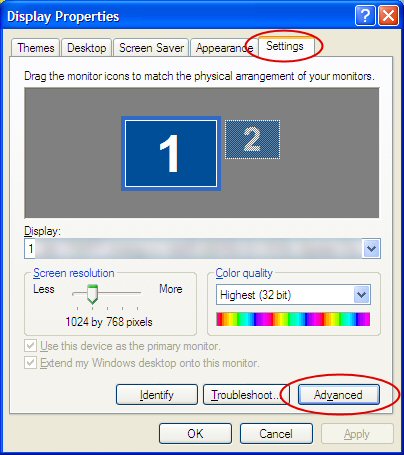 Display Properties
Themes Desktop Screen Saver Appearance Settings
Drag the monitor icons to match the physical arrangement of your monitors.
1 2
Display:
1
Screen resolution
Less More
1024 by 768 pixels
Color quality
Highest (32 bit)
Use this device as the primary monitor.
Extend my Windows desktop onto this monitor.
Identify Troubleshoot... Advanced
OK Cancel Apply